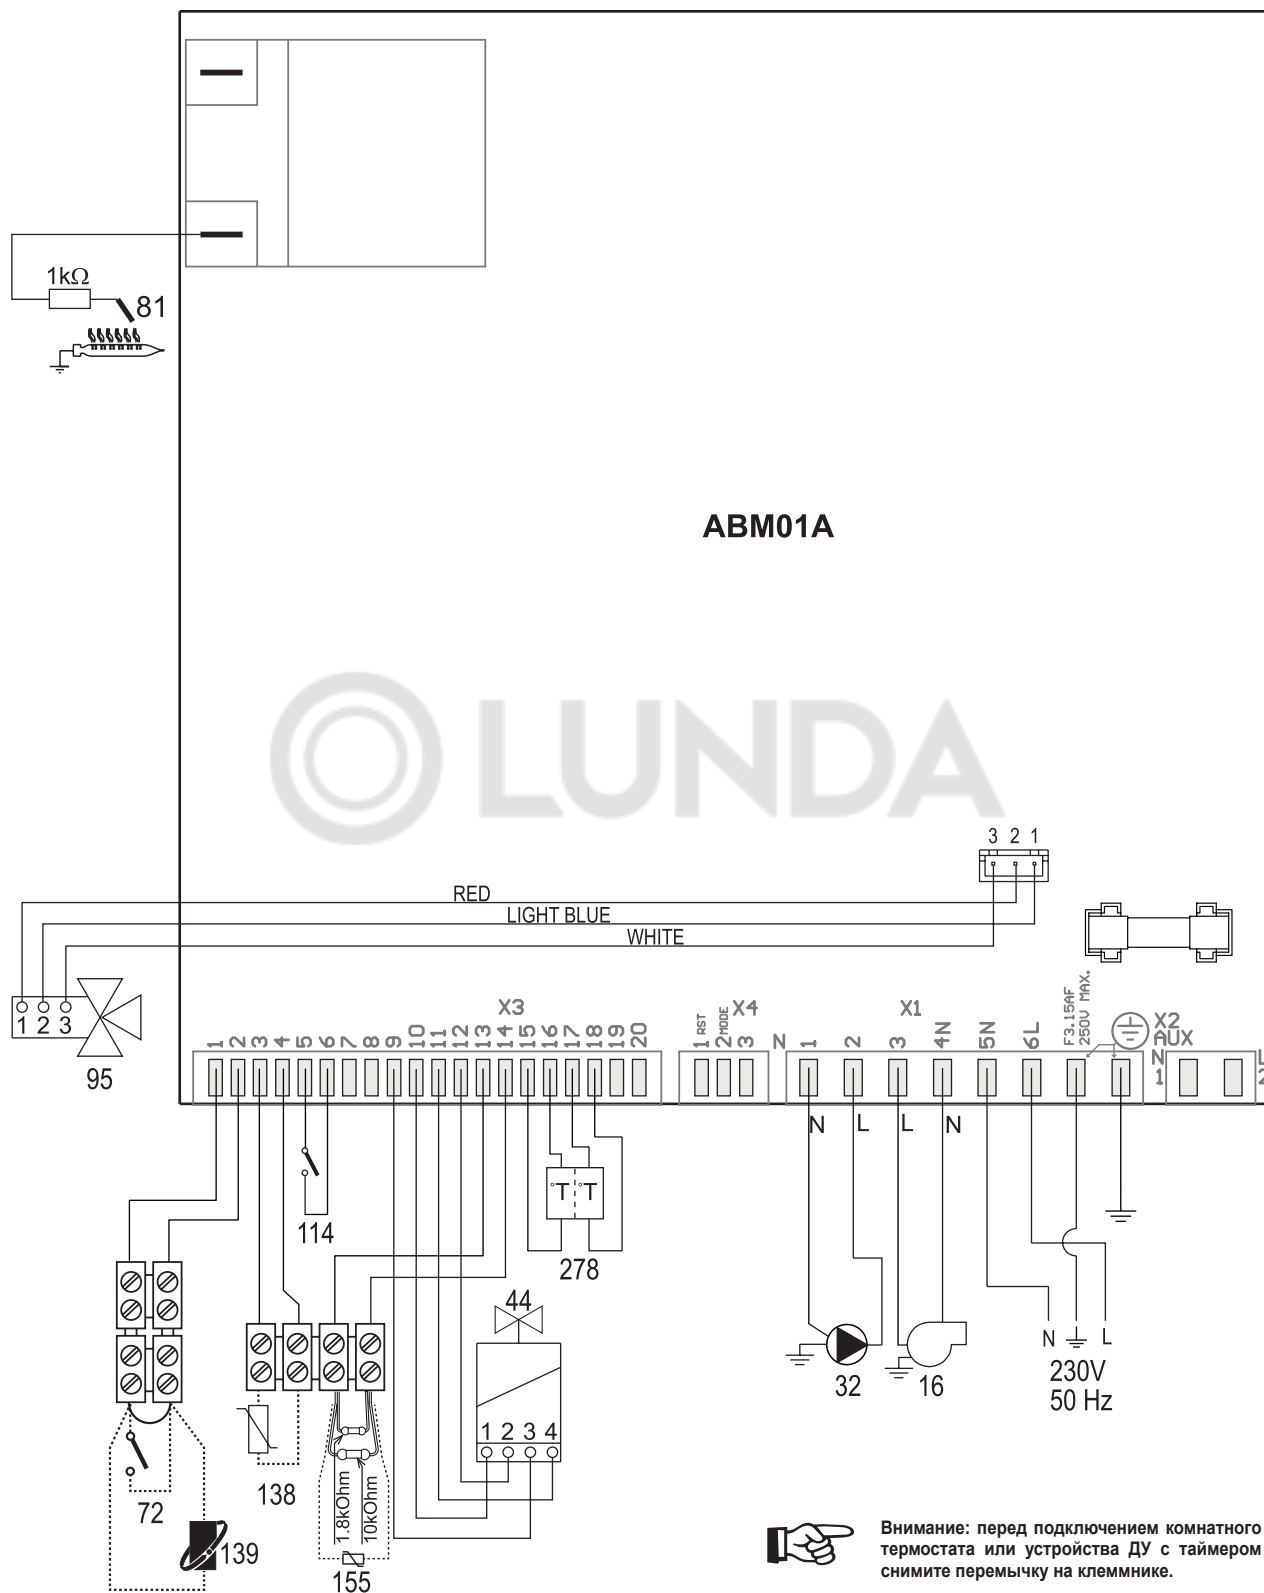 1kΩ
81
ABM01A
LUNDA
3 2 1
RED
LIGHT BLUE
WHITE
1 2 3
95
X3
1 2 3 4 5 6 7 8 9 10 11 12 13 14 15 16 17 18 19 20
X4
1 RST
2 MODE
3
N
X1
1 2 3 4N 5N 6L
F3.15AF
250V MAX.
X2
AUX
N
1
L
2
N L L N
114
°T °T
278
44
1 2 3 4
32
16
N L
230V
50 Hz
72
139
138
1.8kOhm
10kOhm
155
Внимание: перед подключением комнатного
термостата или устройства ДУ с таймером
снимите перемычку на клеммнике.